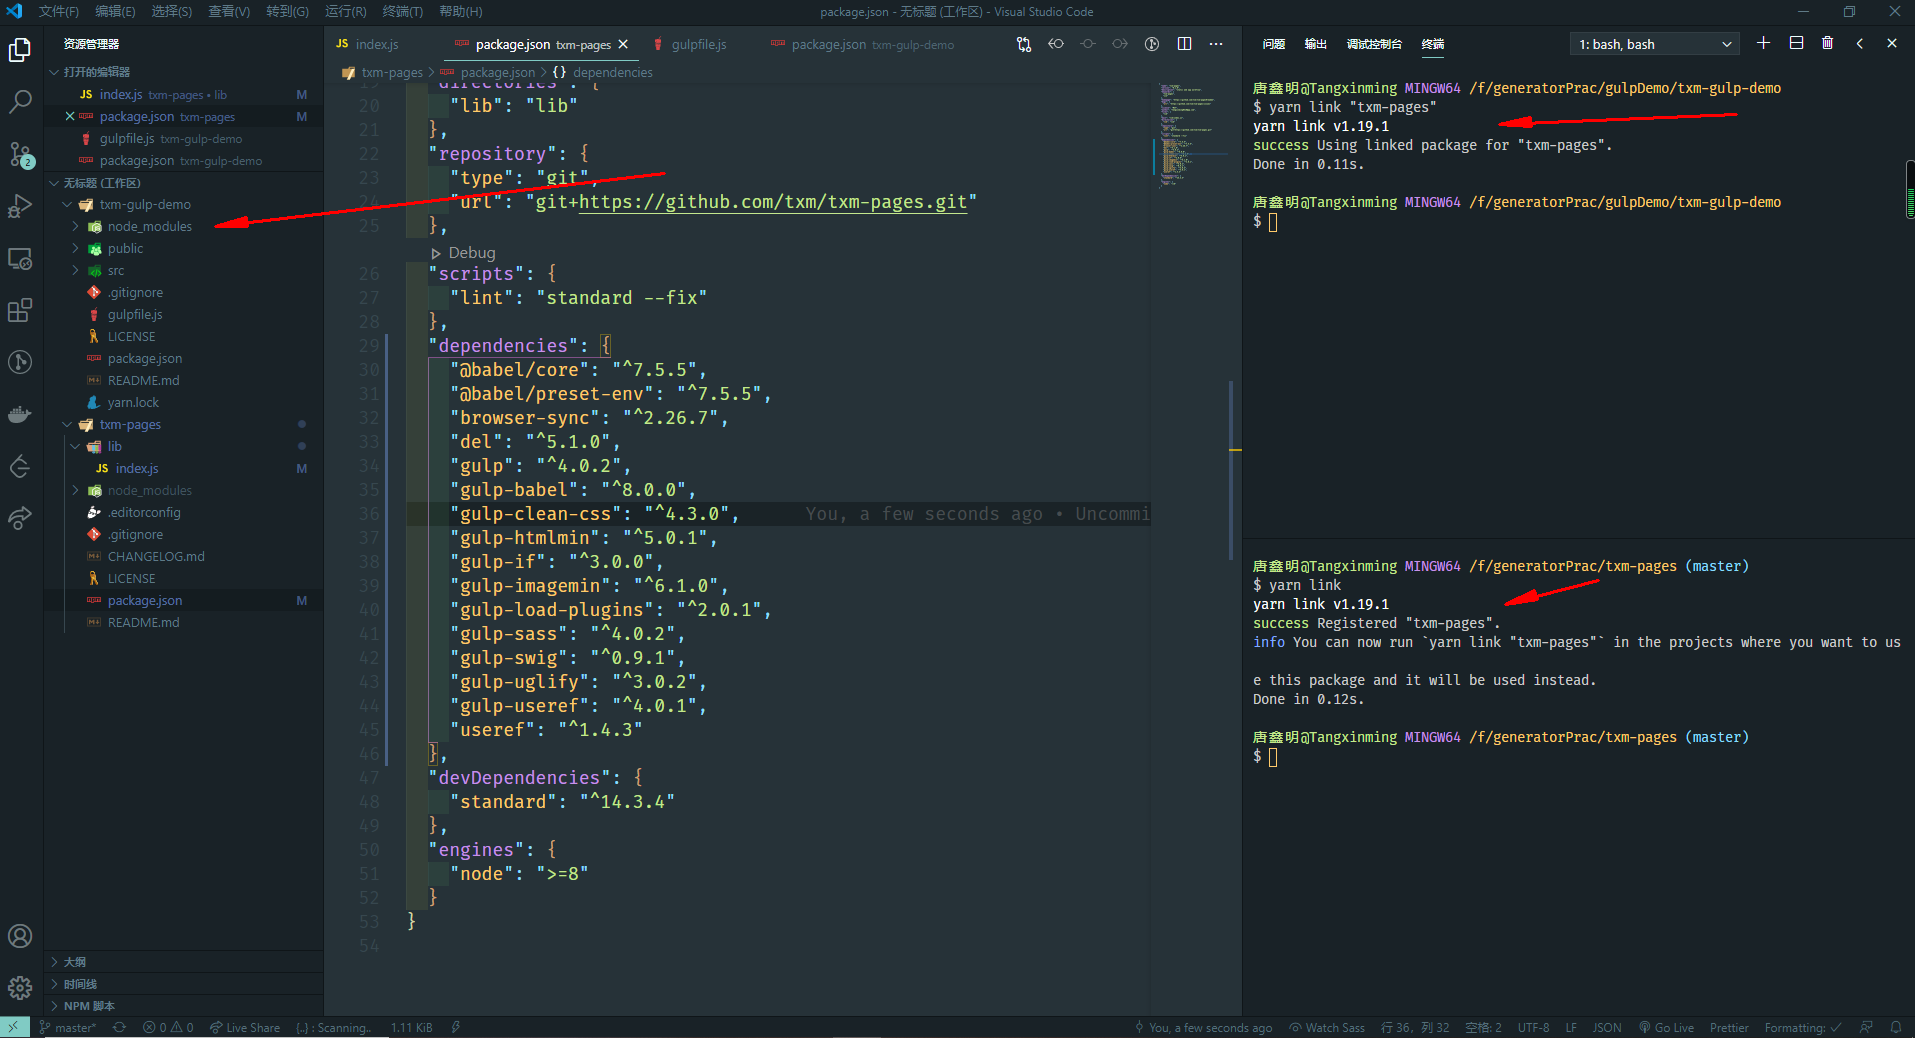 文件(F) 编辑(E) 选择(S) 查看(V) 转到(G) 运行(R) 终端(T) 帮助(H)
package.json - 无标题 (工作区) - Visual Studio Code
资源管理器
打开的编辑器
index.js txm-pages • lib M
package.json txm-pages M
gulpfile.js txm-gulp-demo
package.json txm-gulp-demo
2
无标题 (工作区)
txm-gulp-demo
node_modules
public
src
.gitignore
gulpfile.js
LICENSE
package.json
README.md
yarn.lock
txm-pages
lib
JS index.js M
node_modules
.editorconfig
.gitignore
CHANGELOG.md
LICENSE
package.json M
README.md
大纲
时间线
NPM 脚本
JS index.js
package.json txm-pages
gulpfile.js
package.json txm-gulp-demo
txm-pages > package.json > {} dependencies
19 "directories": {
20 "lib": "lib"
21 },
22 "repository": {
23 "type": "git",
24 "url": "git+https://github.com/txm/txm-pages.git"
25 },
Debug
26 "scripts": {
27 "lint": "standard --fix"
28 },
29 "dependencies": {
30 "@babel/core": "^7.5.5",
31 "@babel/preset-env": "^7.5.5",
32 "browser-sync": "^2.26.7",
33 "del": "^5.1.0",
34 "gulp": "^4.0.2",
35 "gulp-babel": "^8.0.0",
36 "gulp-clean-css": "^4.3.0", You, a few seconds ago • Uncommi
37 "gulp-htmlmin": "^5.0.1",
38 "gulp-if": "^3.0.0",
39 "gulp-imagemin": "^6.1.0",
40 "gulp-load-plugins": "^2.0.1",
41 "gulp-sass": "^4.0.2",
42 "gulp-swig": "^0.9.1",
43 "gulp-uglify": "^3.0.2",
44 "gulp-useref": "^4.0.1",
45 "useref": "^1.4.3"
46 },
47 "devDependencies": {
48 "standard": "^14.3.4"
49 },
50 "engines": {
51 "node": ">=8"
52 }
53 }
54
问题 输出 调试控制台 终端
1: bash, bash
唐鑫明@Tangxinming MINGW64 /f/generatorPrac/gulpDemo/txm-gulp-demo
$ yarn link "txm-pages"
yarn link v1.19.1
success Using linked package for "txm-pages".
Done in 0.11s.
唐鑫明@Tangxinming MINGW64 /f/generatorPrac/gulpDemo/txm-gulp-demo
$
唐鑫明@Tangxinming MINGW64 /f/generatorPrac/txm-pages (master)
$ yarn link
yarn link v1.19.1
success Registered "txm-pages".
info You can now run `yarn link "txm-pages"` in the projects where you want to us
e this package and it will be used instead.
Done in 0.12s.
唐鑫明@Tangxinming MINGW64 /f/generatorPrac/txm-pages (master)
$
master* 0 0 Live Share {..} : Scanning.. 1.11 KiB
You, a few seconds ago Watch Sass 行 36，列 32 空格: 2 UTF-8 LF JSON Go Live Prettier Formatting: ✓